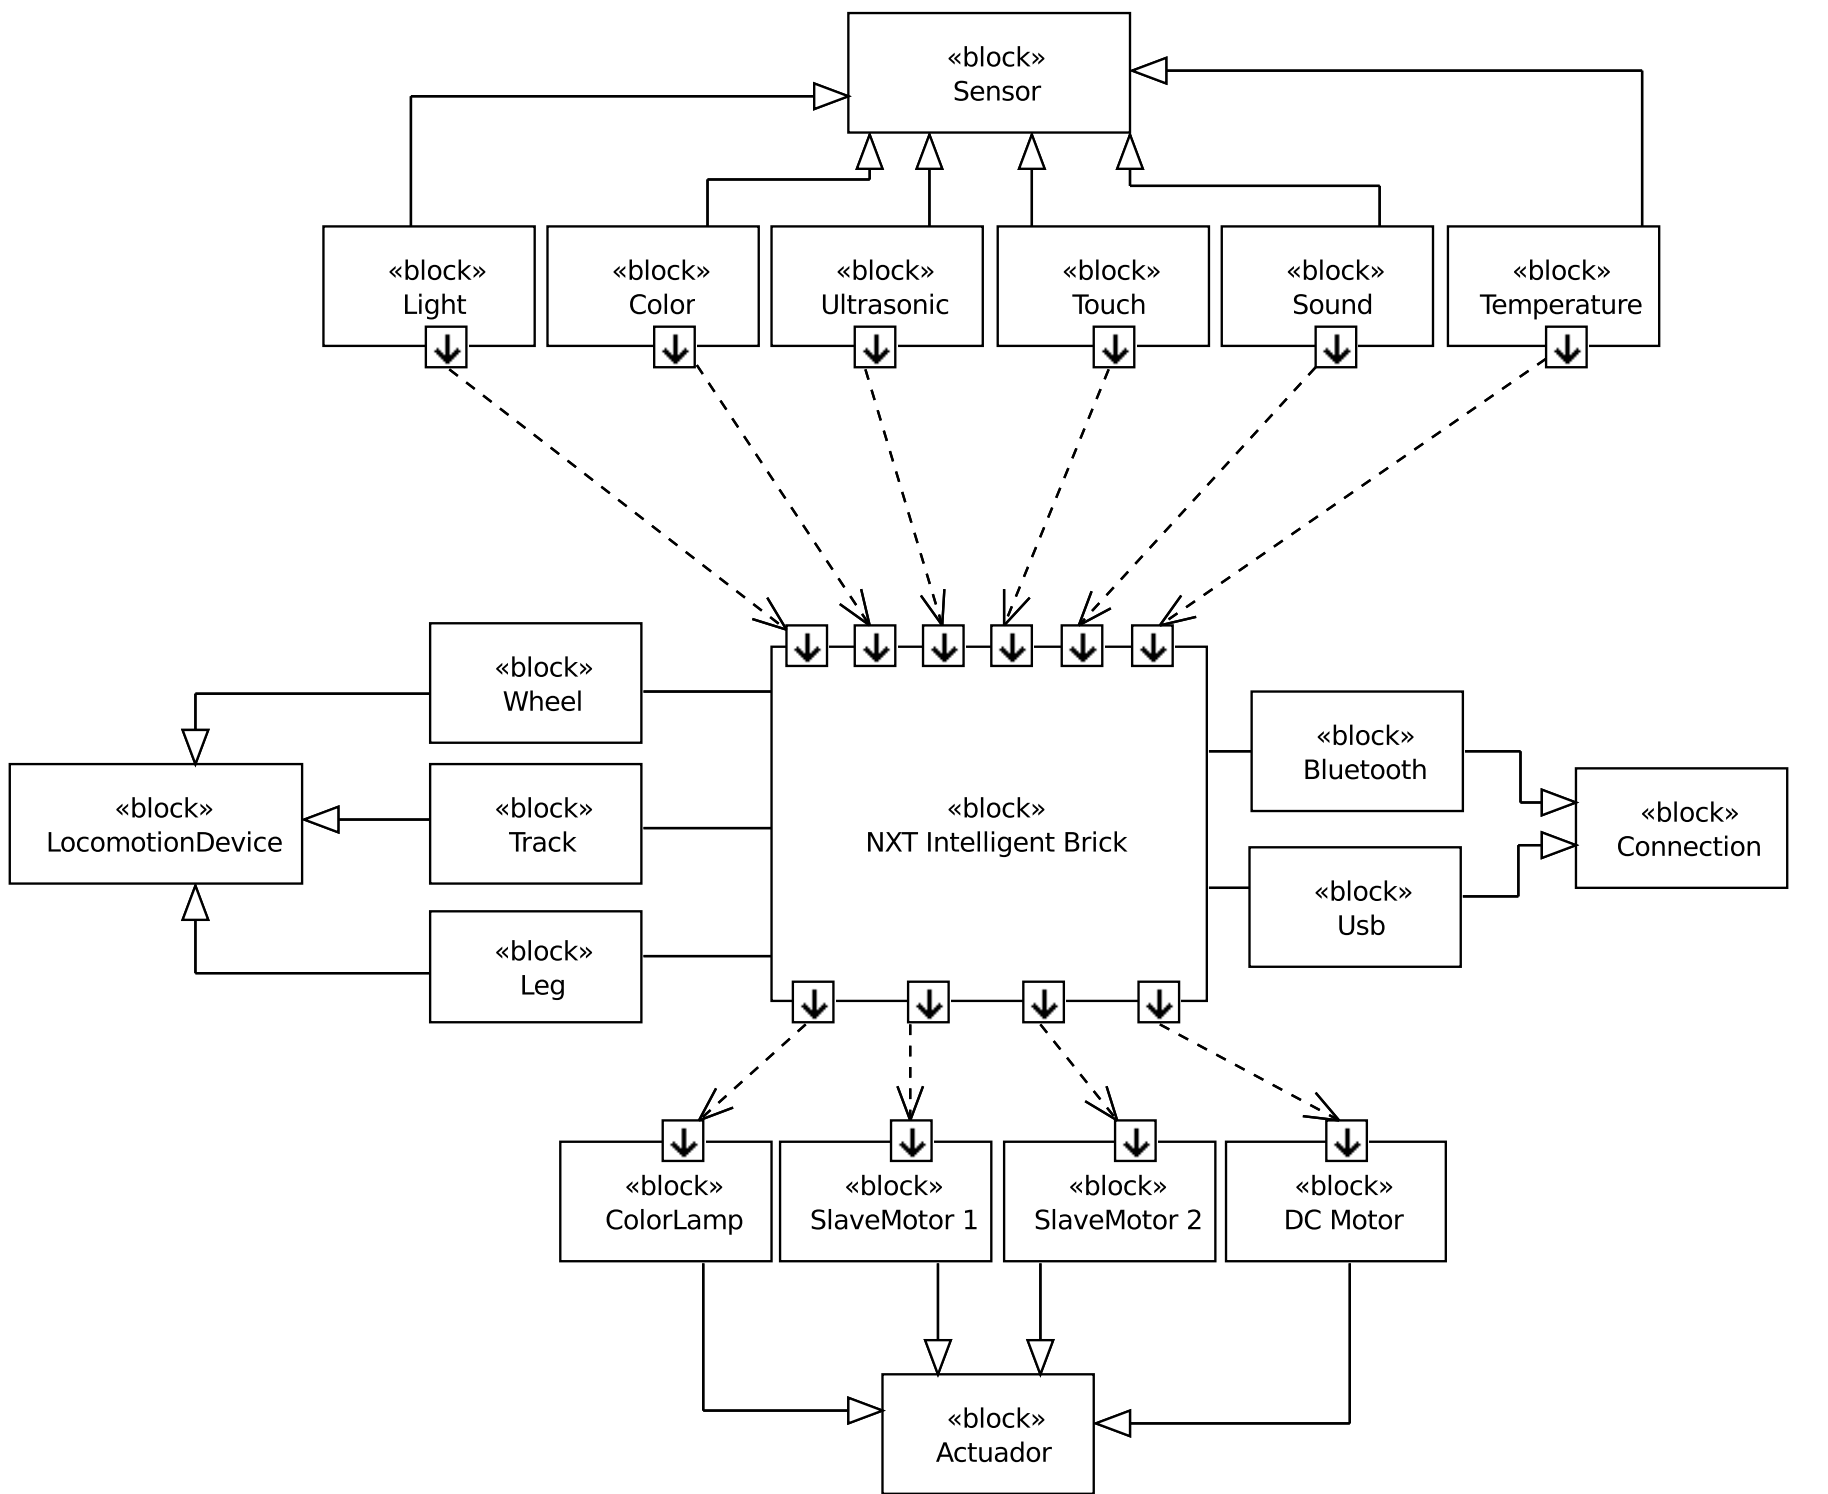 «block»
Sensor
«block»
Light
«block»
Color
«block»
Ultrasonic
«block»
Touch
«block»
Sound
«block»
Temperature
«block»
Wheel
«block»
LocomotionDevice
«block»
Track
«block»
Leg
«block»
NXT Intelligent Brick
«block»
Bluetooth
«block»
Usb
«block»
Connection
«block»
ColorLamp
«block»
SlaveMotor 1
«block»
SlaveMotor 2
«block»
DC Motor
«block»
Actuador